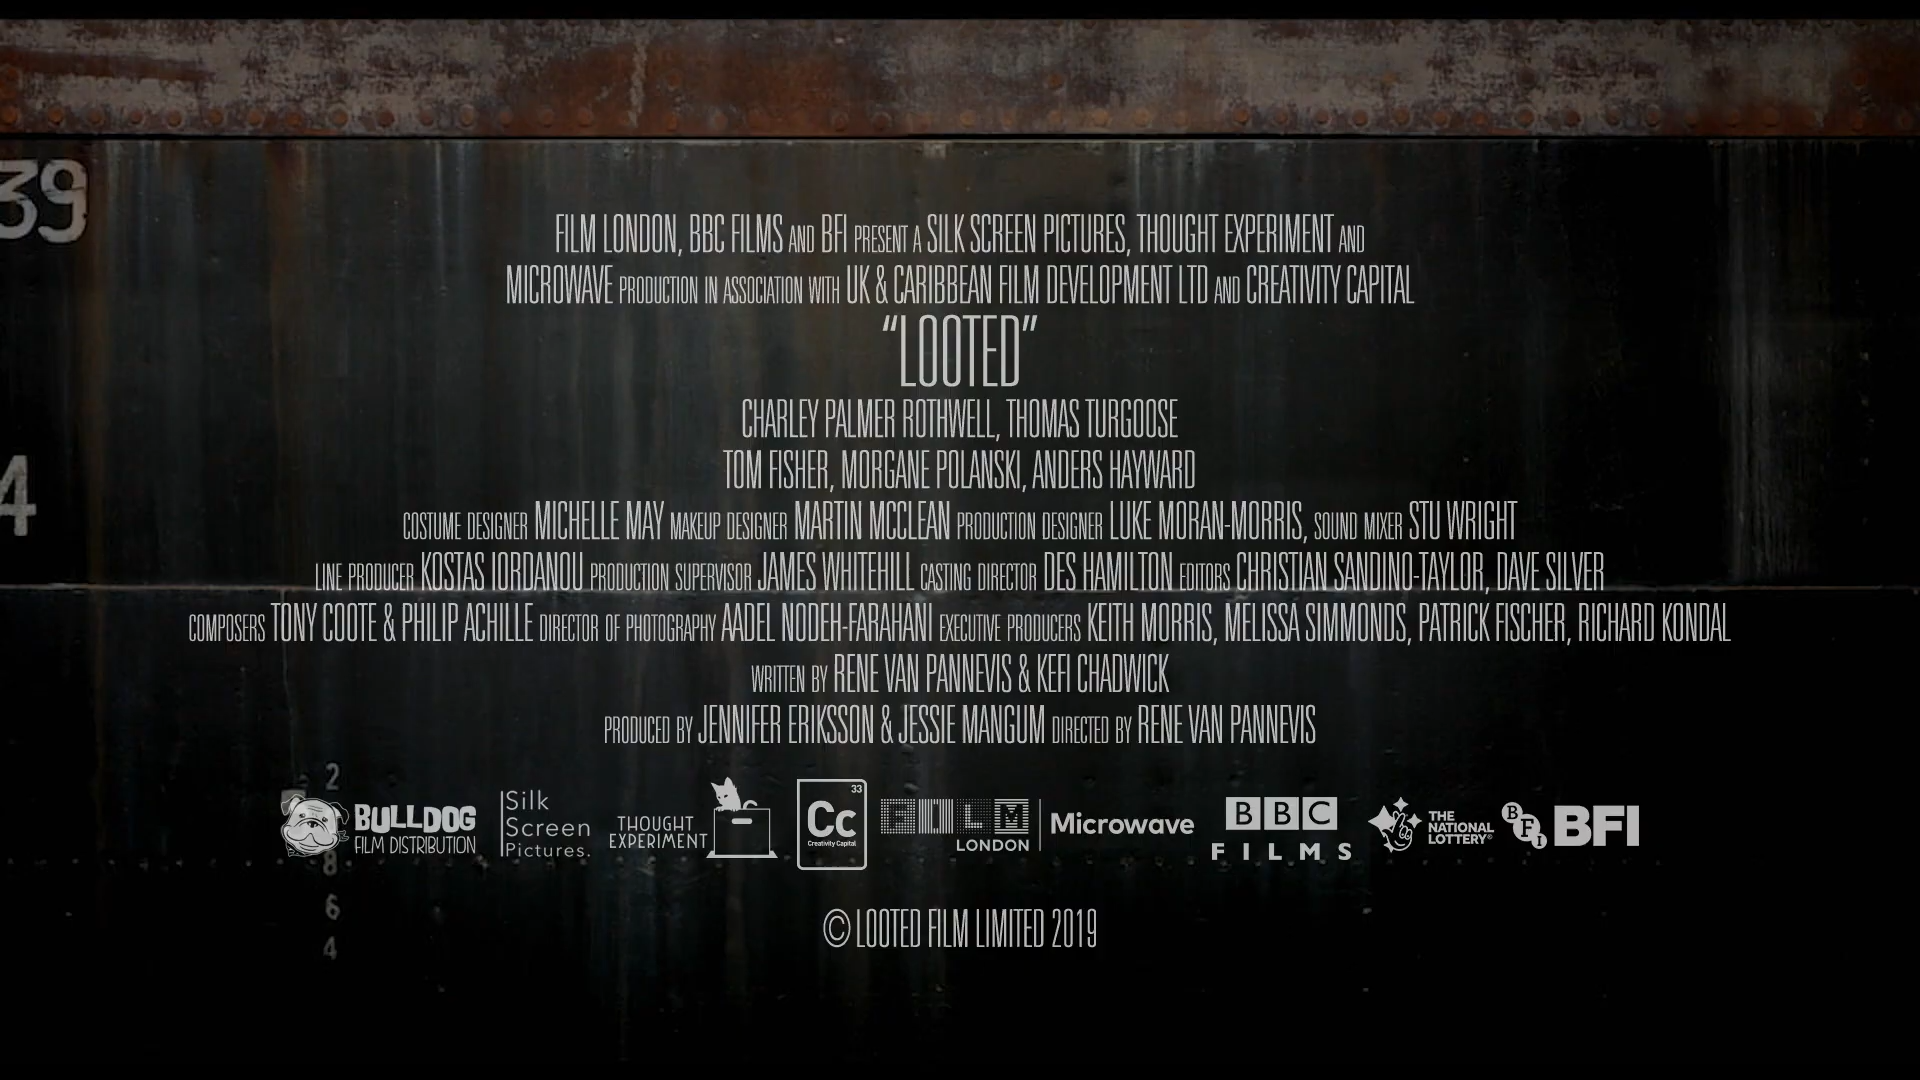 39
FILM LONDON, BBC FILMS AND BFI PRESENT A SILK SCREEN PICTURES, THOUGHT EXPERIMENT AND
MICROWAVE PRODUCTION IN ASSOCIATION WITH UK & CARIBBEAN FILM DEVELOPMENT LTD AND CREATIVITY CAPITAL
“LOOTED”
CHARLEY PALMER ROTHWELL, THOMAS TURGOOSE
TOM FISHER, MORGANE POLANSKI, ANDERS HAYWARD
4
COSTUME DESIGNER MICHELLE MAY MAKEUP DESIGNER MARTIN MCCLEAN PRODUCTION DESIGNER LUKE MORAN-MORRIS, SOUND MIXER STU WRIGHT
LINE PRODUCER KOSTAS IORDANOU PRODUCTION SUPERVISOR JAMES WHITEHILL CASTING DIRECTOR DES HAMILTON EDITORS CHRISTIAN SANDINO-TAYLOR, DAVE SILVER
COMPOSERS TONY COOTE & PHILIP ACHILLE DIRECTOR OF PHOTOGRAPHY AADEL NODEH-FARAHANI EXECUTIVE PRODUCERS KEITH MORRIS, MELISSA SIMMONDS, PATRICK FISCHER, RICHARD KONDAL
WRITTEN BY RENE VAN PANNEVIS & KEFI CHADWICK
PRODUCED BY JENNIFER ERIKSSON & JESSIE MANGUM DIRECTED BY RENE VAN PANNEVIS
2
BULLDOG
FILM DISTRIBUTION
Silk
Screen
Pictures.
THOUGHT
EXPERIMENT
33
Cc
Creativity Capital
FILM
LONDON
Microwave
BBC
FILMS
THE
NATIONAL
LOTTERY®
BFI
BFI
8
6
4
© LOOTED FILM LIMITED 2019